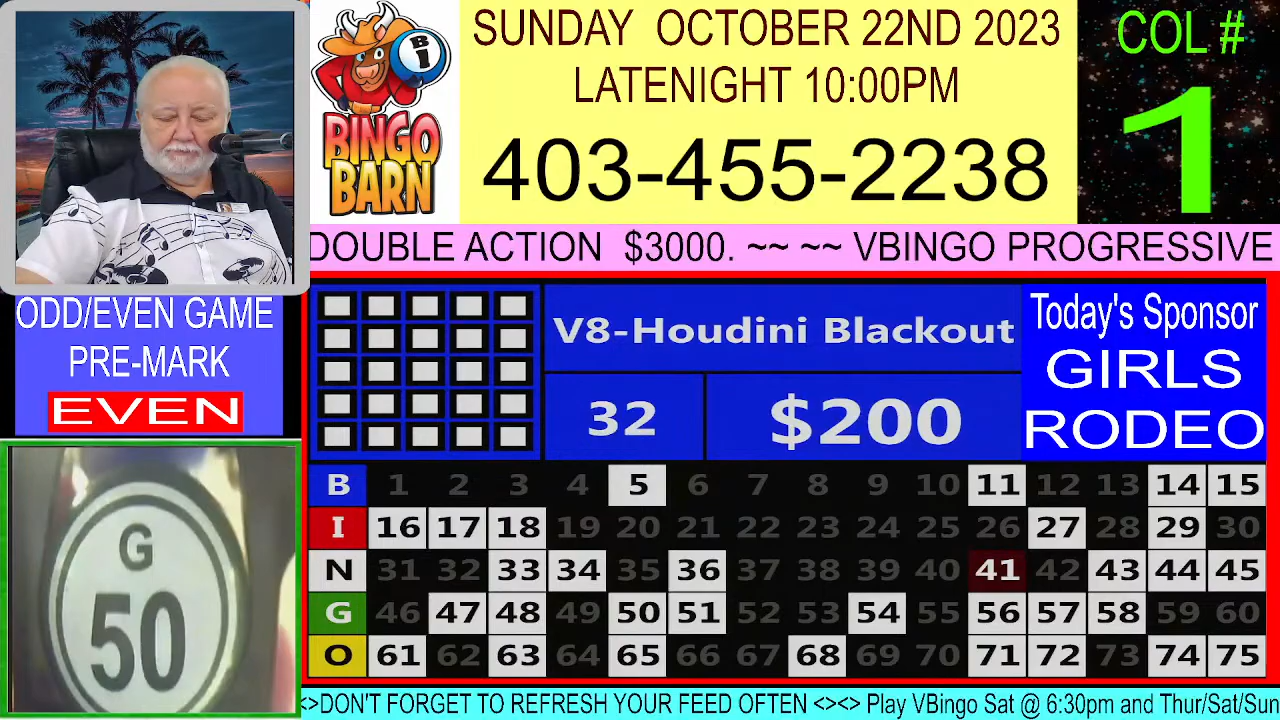 BI
BINGO
BARN
SUNDAY OCTOBER 22ND 2023
LATENIGHT 10:00PM
403-455-2238
COL #
1
DOUBLE ACTION $3000. ~~ ~~ VBINGO PROGRESSIVE
ODD/EVEN GAME
PRE-MARK
EVEN
V8-Houdini Blackout
32
$200
Today's Sponsor
GIRLS
RODEO
G
50
B 1 2 3 4 5 6 7 8 9 10 11 12 13 14 15
I 16 17 18 19 20 21 22 23 24 25 26 27 28 29 30
N 31 32 33 34 35 36 37 38 39 40 41 42 43 44 45
G 46 47 48 49 50 51 52 53 54 55 56 57 58 59 60
O 61 62 63 64 65 66 67 68 69 70 71 72 73 74 75
<>DON'T FORGET TO REFRESH YOUR FEED OFTEN <><> Play VBingo Sat @ 6:30pm and Thur/Sat/Sun